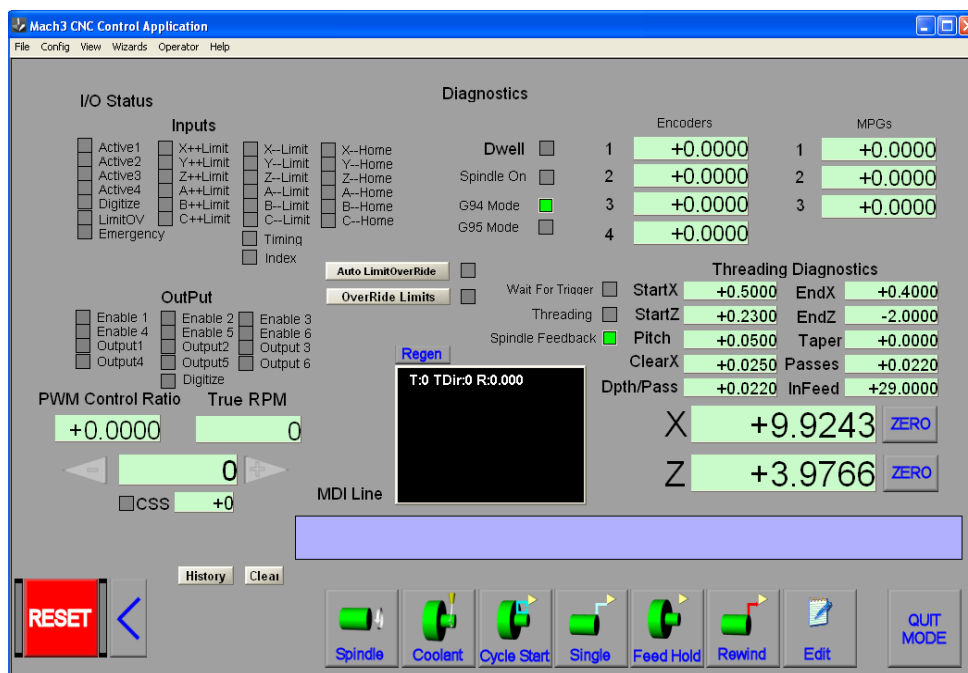 Mach3 CNC Control Application
File Config View Wizards Operator Help
Diagnostics
I/O Status
Inputs
Active1 X++Limit X--Limit X--Home
Active2 Y++Limit Y--Limit Y--Home
Active3 Z++Limit Z--Limit Z--Home
Active4 A++Limit A--Limit A--Home
Digitize B++Limit B--Limit B--Home
LimitOV C++Limit C--Limit C--Home
Emergency Timing
Index
Dwell
Spindle On
G94 Mode
G95 Mode
Encoders
1 +0.0000
2 +0.0000
3 +0.0000
4 +0.0000
MPGs
1 +0.0000
2 +0.0000
3 +0.0000
Auto LimitOverRide
OverRide Limits
OutPut
Enable 1 Enable 2 Enable 3
Enable 4 Enable 5 Enable 6
Output1 Output2 Output 3
Output4 Output5 Output 6
Digitize
Wait For Trigger
Threading
Spindle Feedback
Threading Diagnostics
StartX +0.5000 EndX +0.4000
StartZ +0.2300 EndZ -2.0000
Pitch +0.0500 Taper +0.0000
ClearX +0.0250 Passes +0.0220
Dpth/Pass +0.0220 InFeed +29.0000
Regen
T:0 TDir:0 R:0.000
PWM Control Ratio True RPM
+0.0000 0
0
CSS +0
X +9.9243 ZERO
Z +3.9766 ZERO
MDI Line
History Clear
RESET
Spindle Coolant Cycle Start Single Feed Hold Rewind Edit
QUIT
MODE